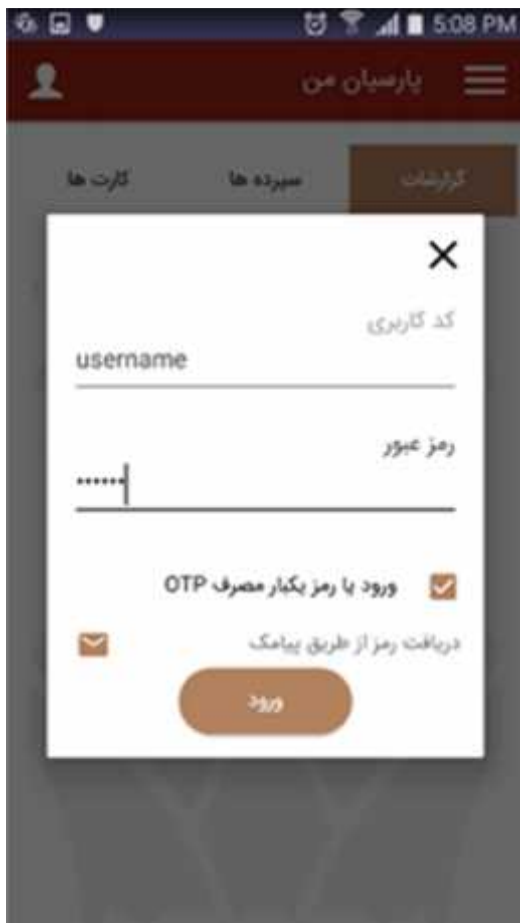 5:08 PM
پارسیان من
گزارشات سپرده ها کارت ها
کد کاربری
username
رمز عبور
••••••
ورود با رمز یکبار مصرف OTP
دریافت رمز از طریق پیامک
ورود